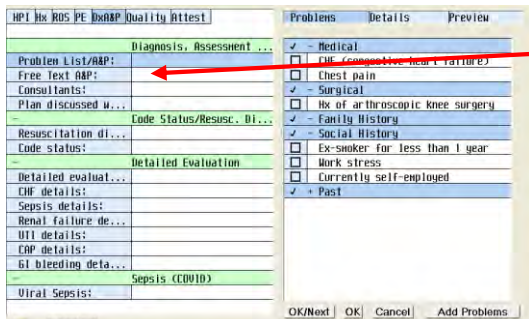 HPI Hx ROS PE DxA&P Quality Attest
Diagnosis, Assessment ...
Problem List/A&P:
Free Text A&P:
Consultants:
Plan discussed w...
- Code Status/Resusc. Di...
Resuscitation di...
Code status:
- Detailed Evaluation
Detailed evaluat...
CHF details:
Sepsis details:
Renal failure de...
UTI details:
CAP details:
GI bleeding deta...
- Sepsis (COVID)
Viral Sepsis:
Problems Details Preview
- Medical
CHF (congestive heart failure)
Chest pain
- Surgical
Hx of arthroscopic knee surgery
- Family History
- Social History
Ex-smoker for less than 1 year
Work stress
Currently self-employed
+ Past
OK/Next OK Cancel Add Problems